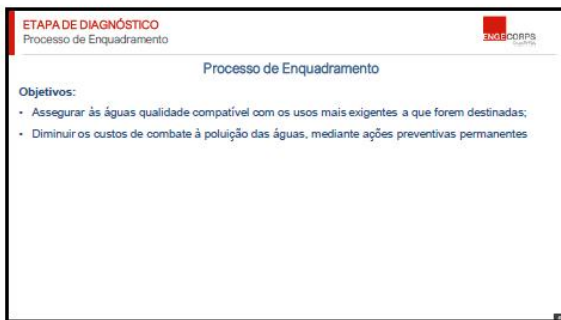 ETAPA DE DIAGNÓSTICO
Processo de Enquadramento
ENGECORPS
Processo de Enquadramento
Objetivos:
• Assegurar às águas qualidade compatível com os usos mais exigentes a que forem destinadas;
• Diminuir os custos de combate à poluição das águas, mediante ações preventivas permanentes